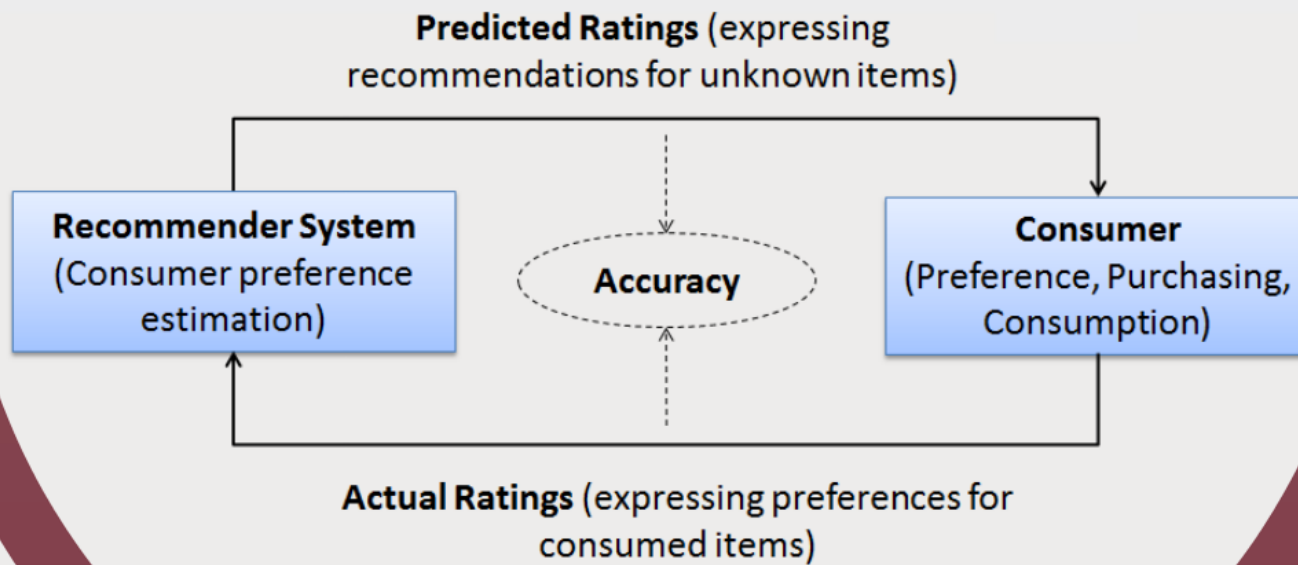 Predicted Ratings (expressing
recommendations for unknown items)
Recommender System
(Consumer preference
estimation)
Accuracy
Consumer
(Preference, Purchasing,
Consumption)
Actual Ratings (expressing preferences for
consumed items)